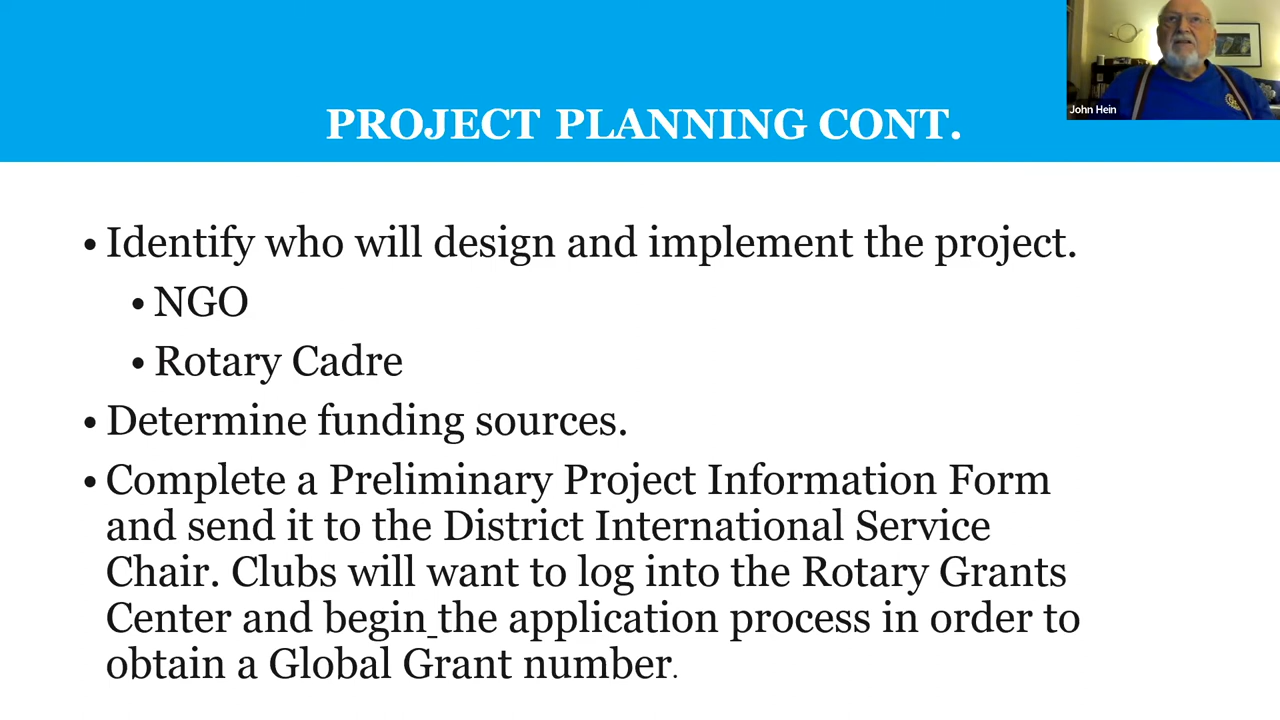 PROJECT PLANNING CONT.
John Hein
• Identify who will design and implement the project.
• NGO
• Rotary Cadre
• Determine funding sources.
• Complete a Preliminary Project Information Form
and send it to the District International Service
Chair. Clubs will want to log into the Rotary Grants
Center and begin the application process in order to
obtain a Global Grant number.